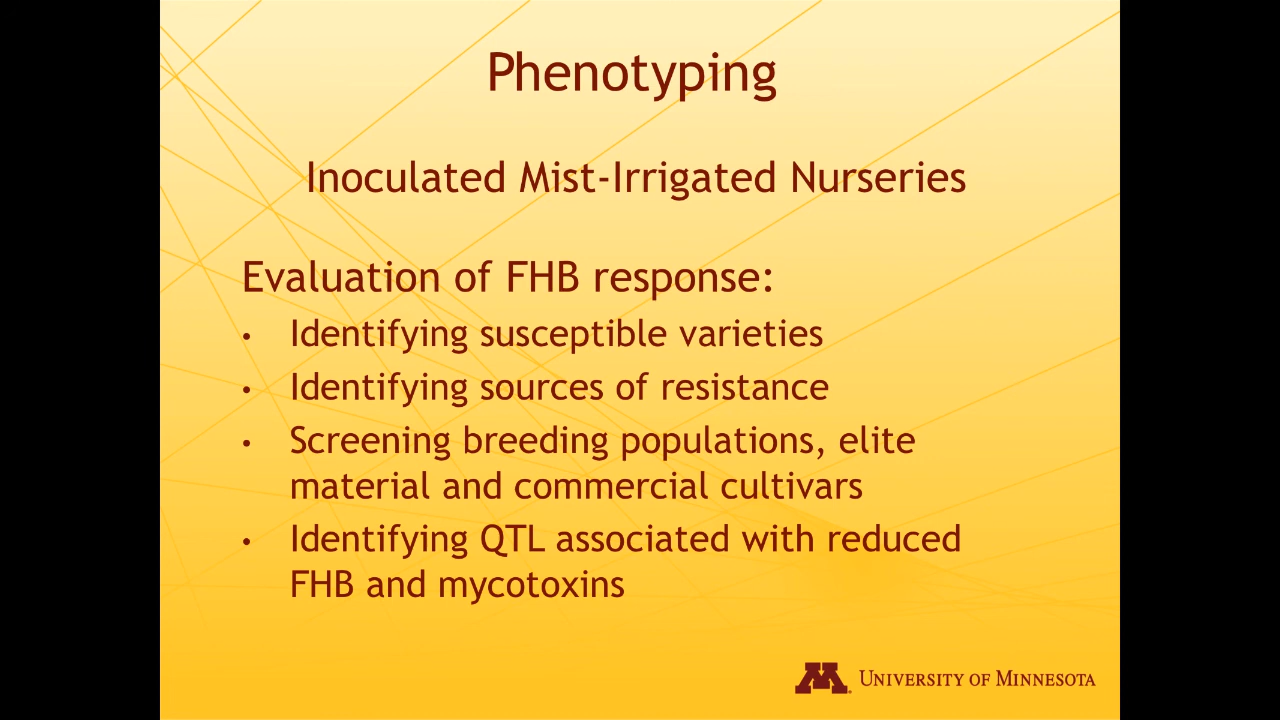 Phenotyping
Inoculated Mist-Irrigated Nurseries
Evaluation of FHB response:
• Identifying susceptible varieties
• Identifying sources of resistance
• Screening breeding populations, elite
material and commercial cultivars
• Identifying QTL associated with reduced
FHB and mycotoxins
M University of Minnesota